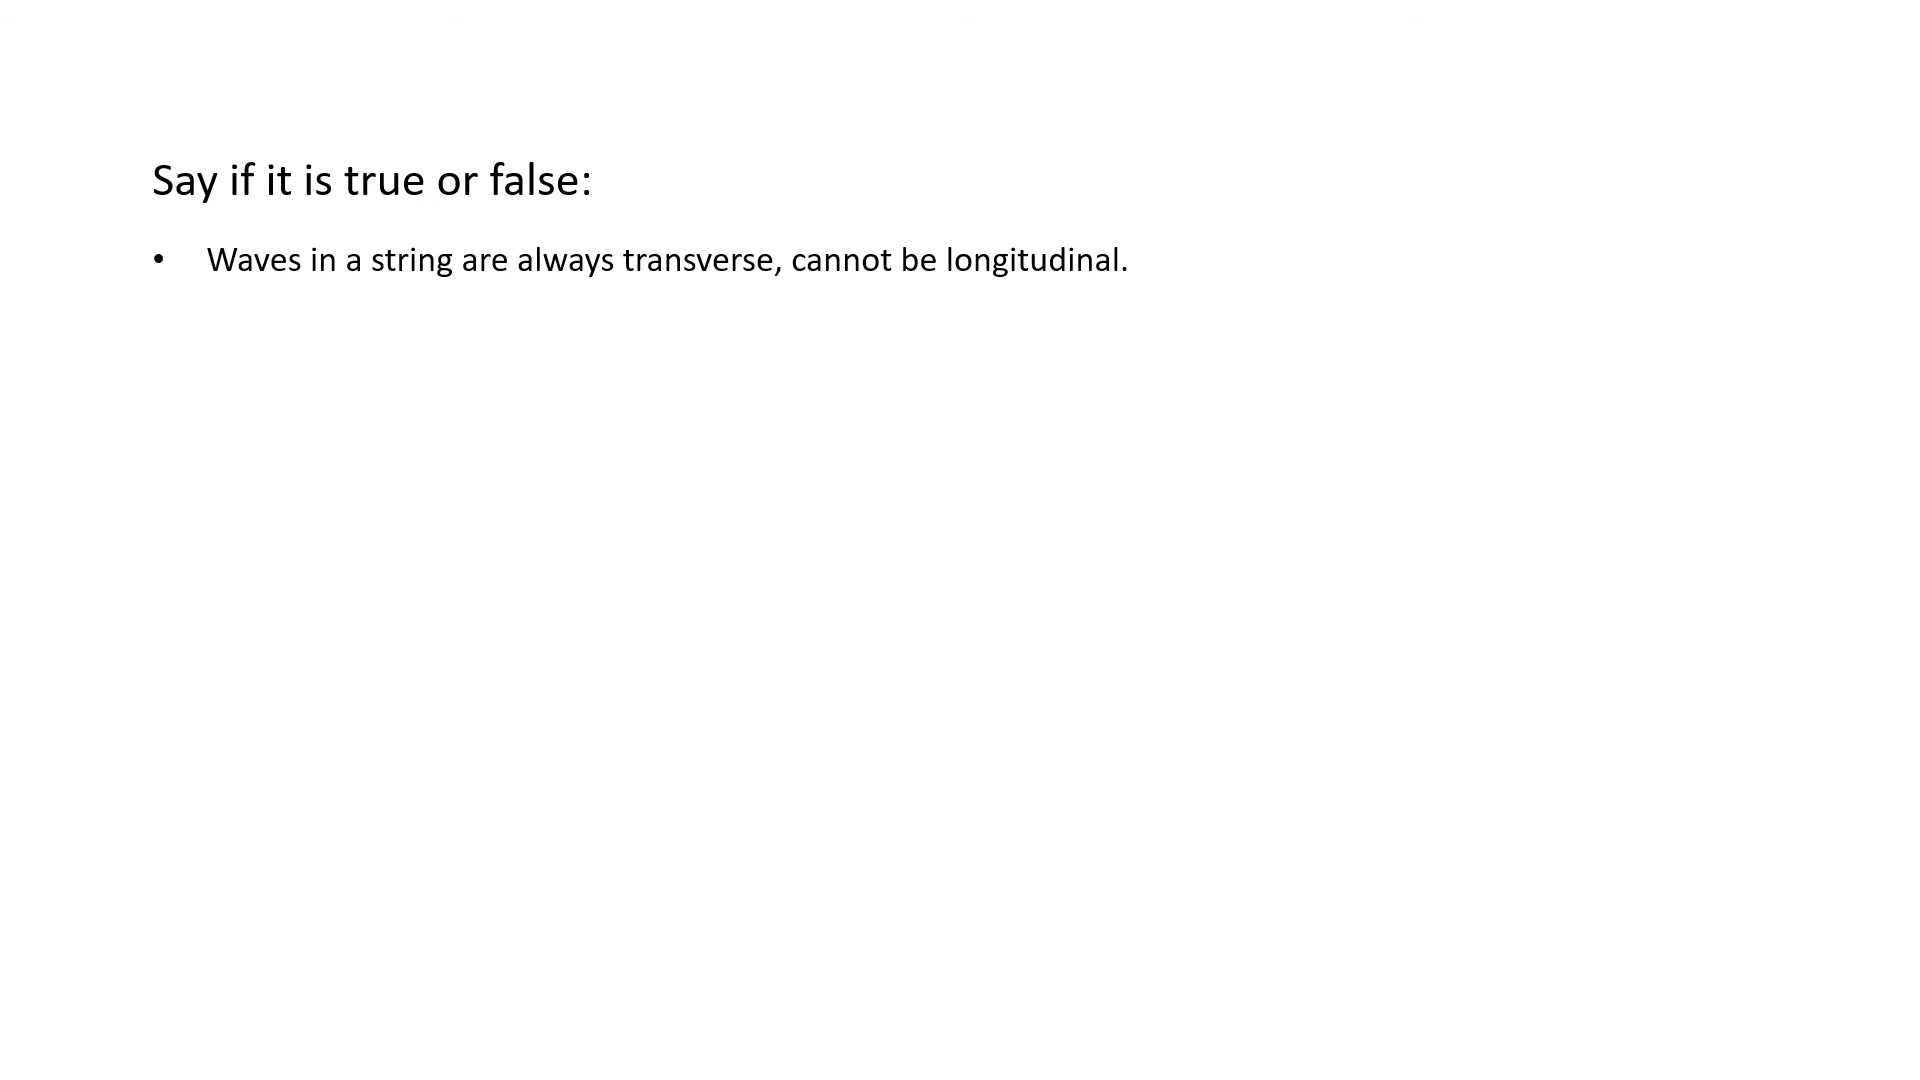 Say if it is true or false:
• Waves in a string are always transverse, cannot be longitudinal.